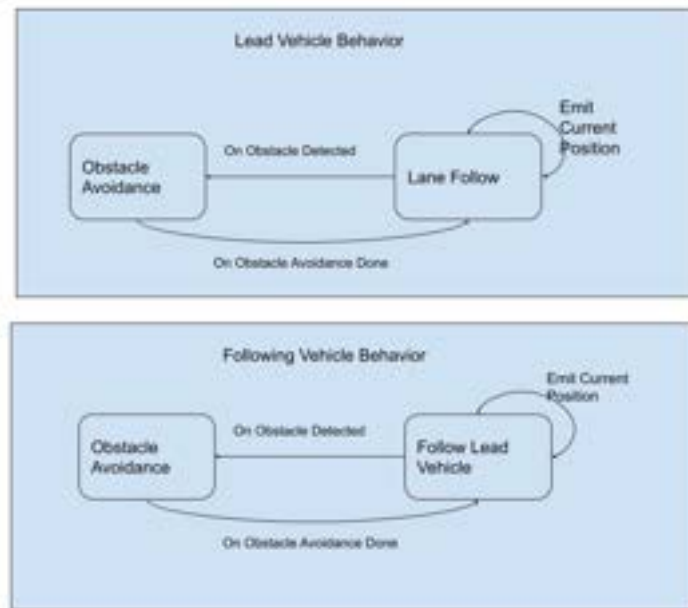 Lead Vehicle Behavior
Emit
Current
Position
On Obstacle Detected
Obstacle
Avoidance
Lane Follow
On Obstacle Avoidance Done
Following Vehicle Behavior
Emit Current
Position
On Obstacle Detected
Obstacle
Avoidance
Follow Lead
Vehicle
On Obstacle Avoidance Done